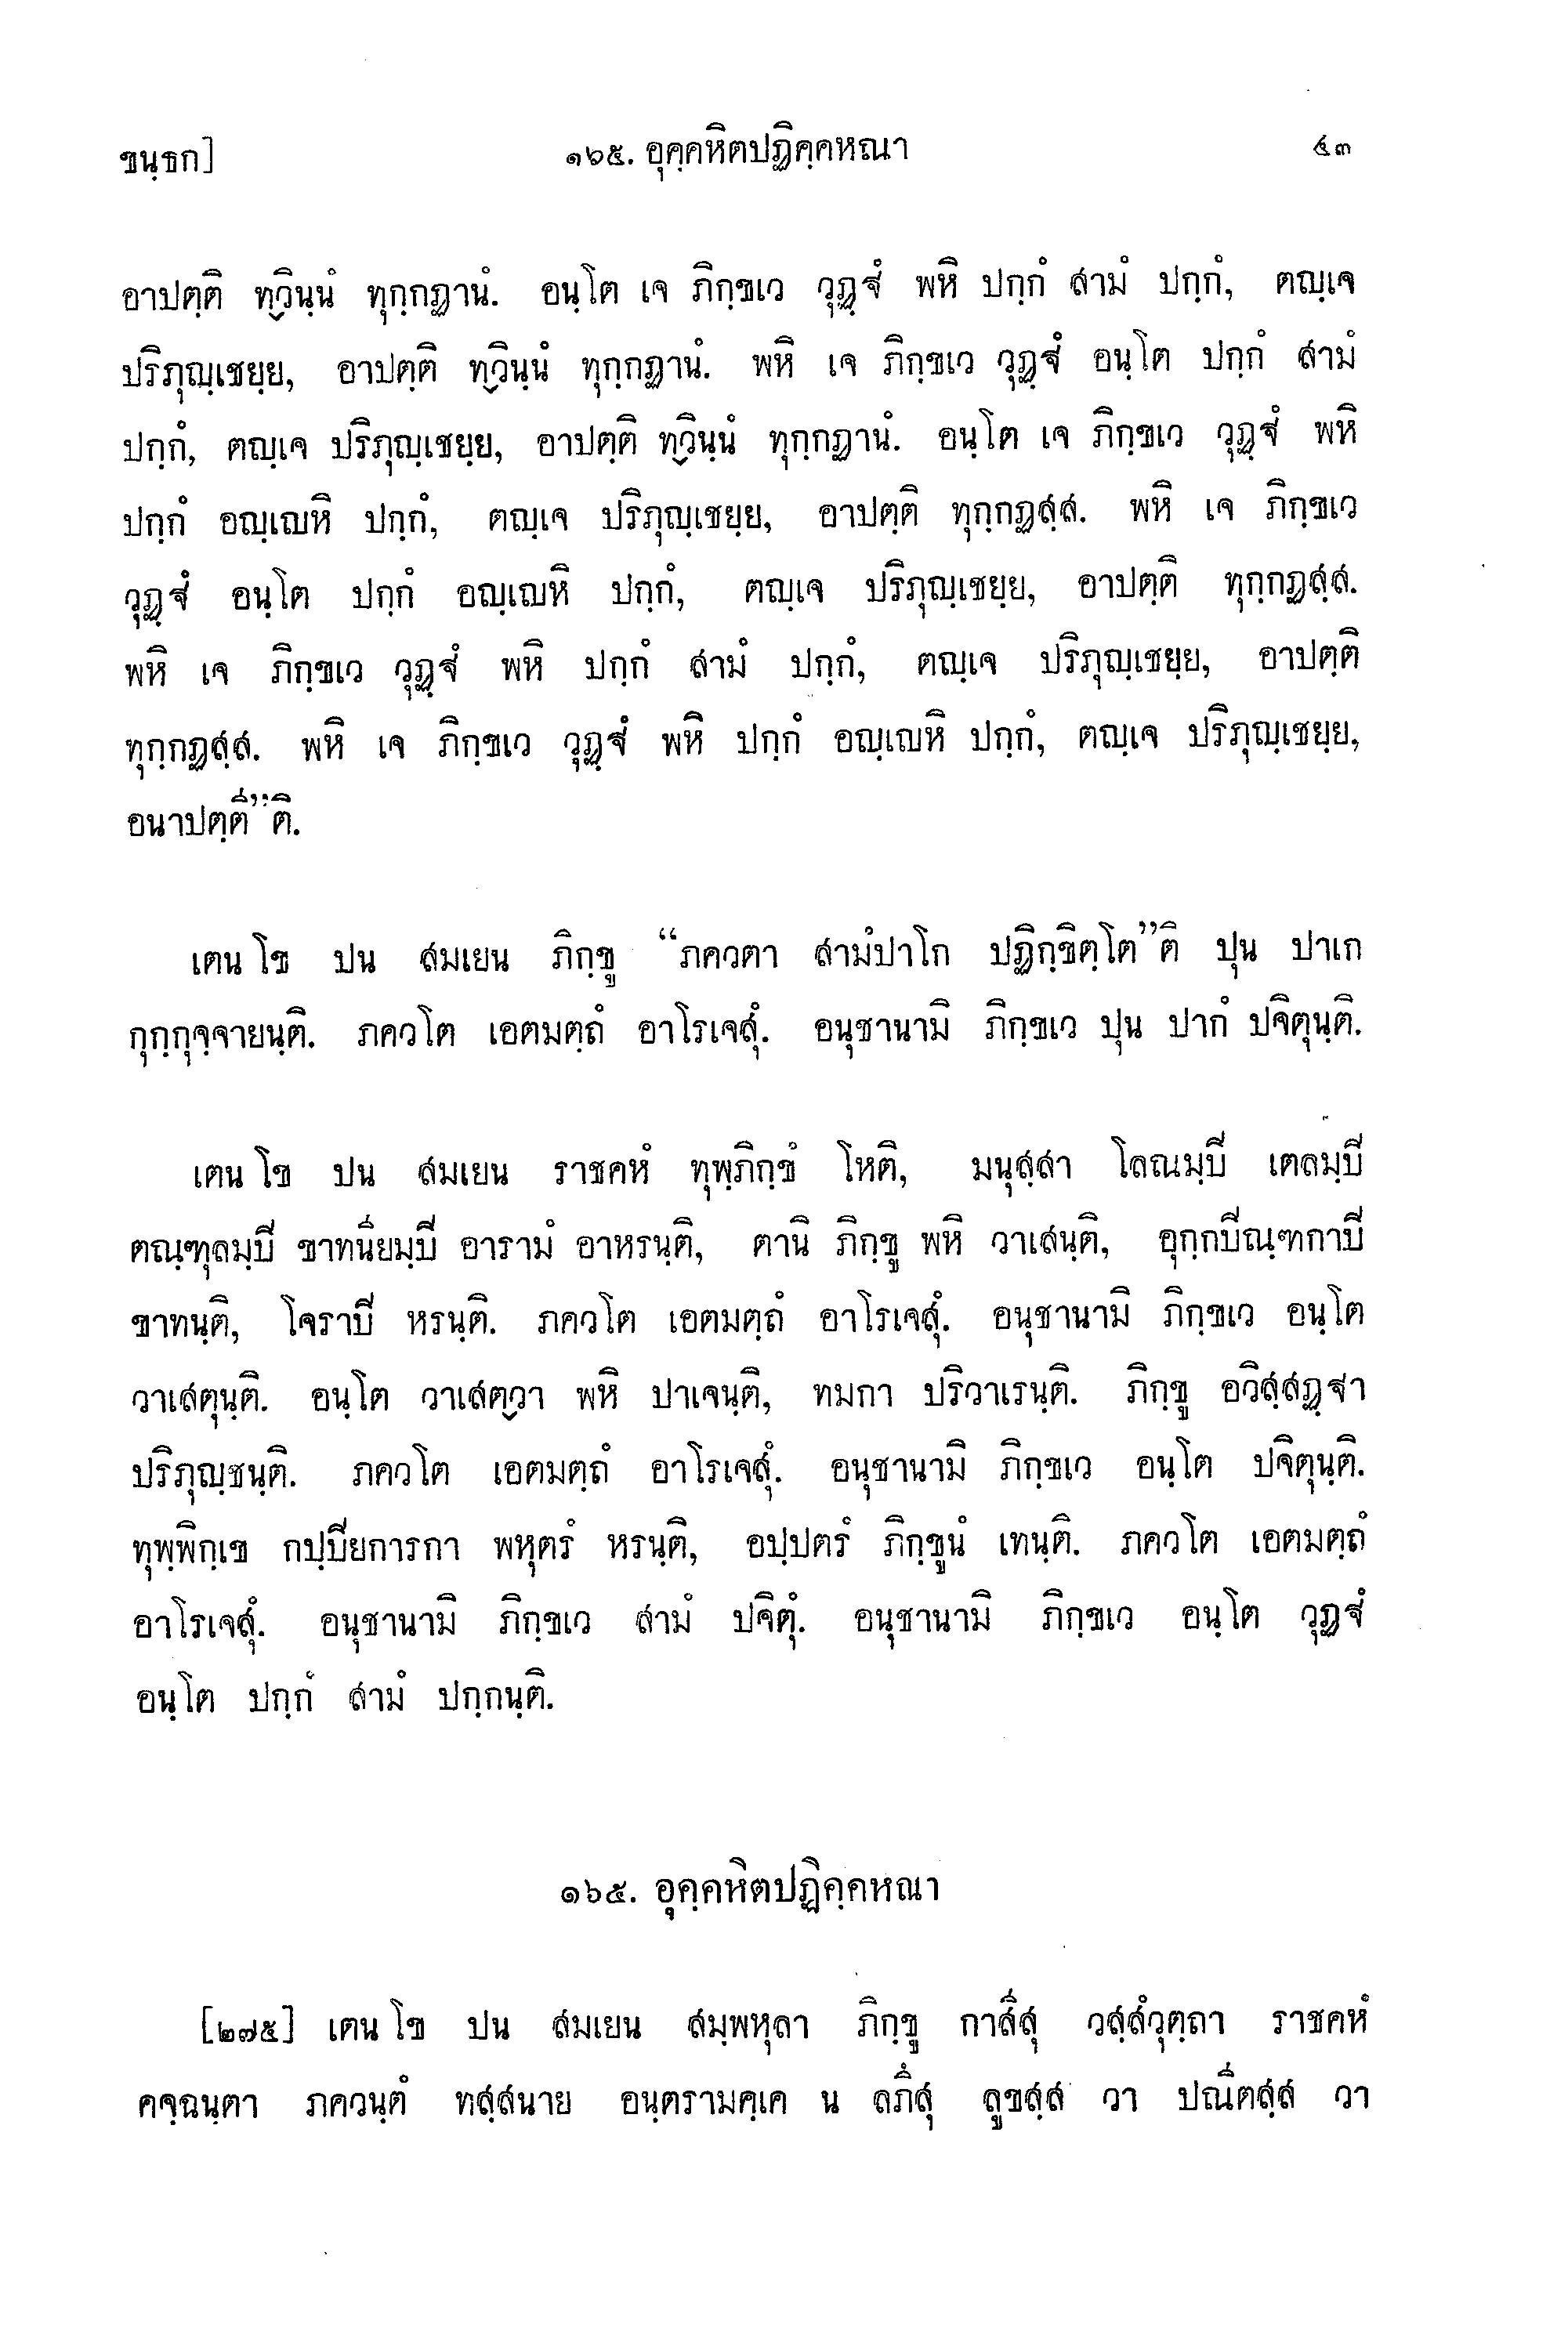 ขนฺธก]
๑๖๕. อุคฺคหิตปฏิคฺคหณา
๔๓
อาปตฺติ ทฺวินฺนํ ทุกฺกฏานํ. อนฺโต เจ ภิกฺขเว วุฏฺฐํ พหิ ปกฺกํ สามํ ปกฺกํ, ตญฺเจ
ปริภุญฺเชยฺย, อาปตฺติ ทฺวินฺนํ ทุกฺกฏานํ. พหิ เจ ภิกฺขเว วุฏฺฐํ อนฺโต ปกฺกํ สามํ
ปกฺกํ, ตญฺเจ ปริภุญฺเชยฺย, อาปตฺติ ทฺวินฺนํ ทุกฺกฏานํ. อนฺโต เจ ภิกฺขเว วุฏฺฐํ พหิ
ปกฺกํ อญฺเญหิ ปกฺกํ, ตญฺเจ ปริภุญฺเชยฺย, อาปตฺติ ทุกฺกฏสฺส. พหิ เจ ภิกฺขเว
วุฏฺฐํ อนฺโต ปกฺกํ อญฺเญหิ ปกฺกํ, ตญฺเจ ปริภุญฺเชยฺย, อาปตฺติ ทุกฺกฏสฺส.
พหิ เจ ภิกฺขเว วุฏฺฐํ พหิ ปกฺกํ สามํ ปกฺกํ, ตญฺเจ ปริภุญฺเชยฺย, อาปตฺติ
ทุกฺกฏสฺส. พหิ เจ ภิกฺขเว วุฏฺฐํ พหิ ปกฺกํ อญฺเญหิ ปกฺกํ, ตญฺเจ ปริภุญฺเชยฺย,
อนาปตฺตี”ติ.
เตน โข ปน สมเยน ภิกฺขู “ภควตา สามํปาโก ปฏิกฺขิตฺโต”ติ ปุน ปาเก
กุกฺกุจฺจายนฺติ. ภควโต เอตมตฺถํ อาโรเจสุํ. อนุชานามิ ภิกฺขเว ปุน ปากํ ปจิตุนฺติ.
เตน โข ปน สมเยน ราชคหํ ทุพฺภิกฺขํ โหติ, มนุสฺสา โลณมฺปิ เตลมฺปิ
ตณฺฑุลมฺปิ ขาทนียมฺปิ อารามํ อาหรนฺติ, ตานิ ภิกฺขู พหิ วาเสนฺติ, อุกฺกปิณฺฑกาปิ
ขาทนฺติ, โจราปิ หรนฺติ. ภควโต เอตมตฺถํ อาโรเจสุํ. อนุชานามิ ภิกฺขเว อนฺโต
วาเสตุนฺติ. อนฺโต วาเสตฺวา พหิ ปาเจนฺติ, ทมกา ปริวาเรนฺติ. ภิกฺขู อวิสฺสฏฺฐา
ปริภุญฺชนฺติ. ภควโต เอตมตฺถํ อาโรเจสุํ. อนุชานามิ ภิกฺขเว อนฺโต ปจิตุนฺติ.
ทุพฺพิกฺเข กปฺปิยการกา พหุตรํ หรนฺติ, อปฺปตรํ ภิกฺขูนํ เทนฺติ. ภควโต เอตมตฺถํ
อาโรเจสุํ. อนุชานามิ ภิกฺขเว สามํ ปจิตุํ. อนุชานามิ ภิกฺขเว อนฺโต วุฏฐํ
อนฺโต ปกฺกํ สามํ ปกฺกนฺติ.
๑๖๕. อุคฺคหิตปฏิคฺคหณา
[๒๗๕] เตน โข ปน สมเยน สมฺพหุลา ภิกฺขู กาสีสุ วสฺสํวุตฺถา ราชคหํ
คจฺฉนฺตา ภควนฺตํ ทสฺสนาย อนฺตรามคฺเค น ลภึสุ ลูขสฺส วา ปณีตสฺส วา